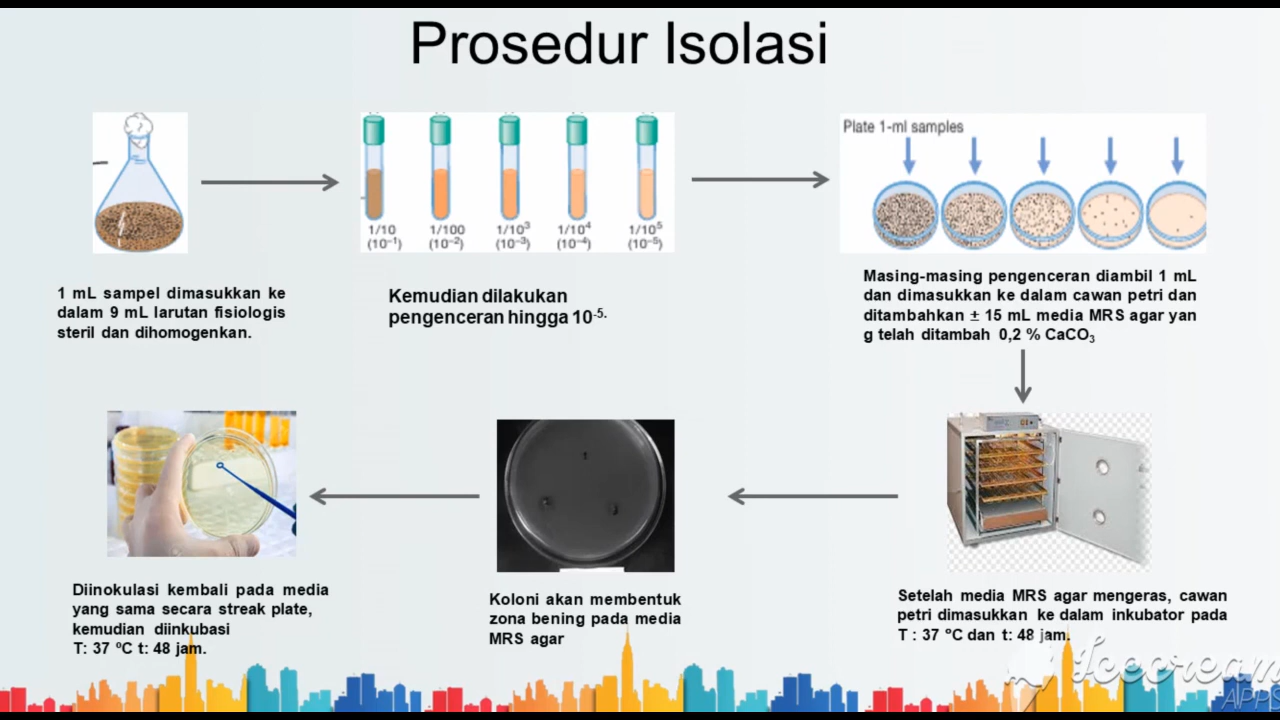 Prosedur Isolasi
1/10
(10⁻¹)
1/100
(10⁻²)
1/10³
(10⁻³)
1/10⁴
(10⁻⁴)
1/10⁵
(10⁻⁵)
Plate 1-ml samples
1 mL sampel dimasukkan ke
dalam 9 mL larutan fisiologis
steril dan dihomogenkan.
Kemudian dilakukan
pengenceran hingga 10⁻⁵·
Masing-masing pengenceran diambil 1 mL
dan dimasukkan ke dalam cawan petri dan
ditambahkan ± 15 mL media MRS agar yan
g telah ditambah 0,2 % CaCO₃
Setelah media MRS agar mengeras, cawan
petri dimasukkan ke dalam inkubator pada
T : 37 ºC dan t: 48 jam.
Koloni akan membentuk
zona bening pada media
MRS agar
Diinokulasi kembali pada media
yang sama secara streak plate,
kemudian diinkubasi
T: 37 ºC t: 48 jam.
Icecream
APPS